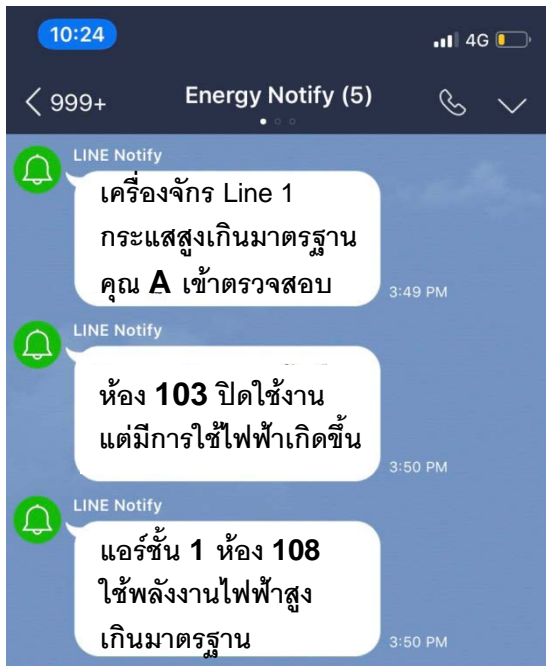 10:24
4G
999+
Energy Notify (5)
LINE Notify
เครื่องจักร Line 1
กระแสสูงเกินมาตรฐาน
คุณ A เข้าตรวจสอบ
3:49 PM
LINE Notify
ห้อง 103 ปิดใช้งาน
แต่มีการใช้ไฟฟ้าเกิดขึ้น
3:50 PM
LINE Notify
แอร์ชั้น 1 ห้อง 108
ใช้พลังงานไฟฟ้าสูง
เกินมาตรฐาน
3:50 PM